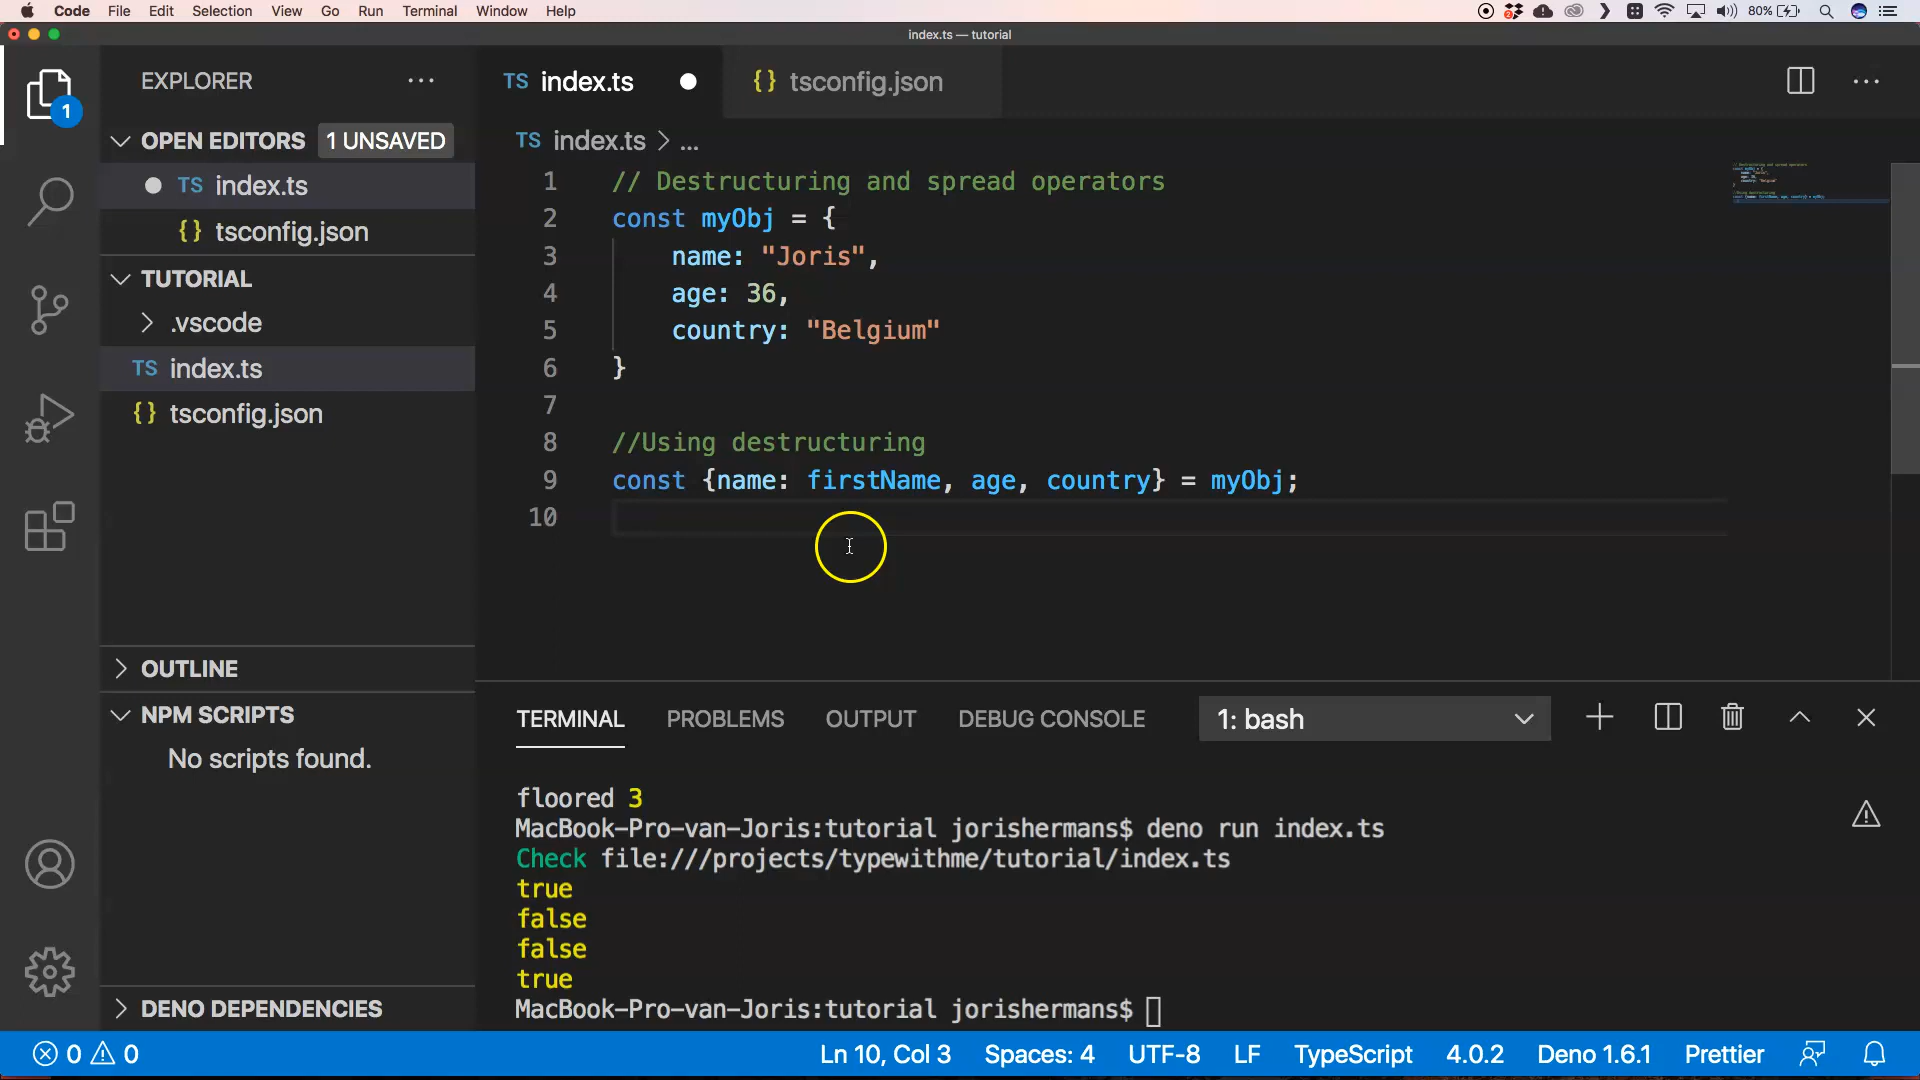 Code File Edit Selection View Go Run Terminal Window Help 80%
index.ts — tutorial
EXPLORER
TS index.ts
{} tsconfig.json
OPEN EDITORS 1 UNSAVED
TS index.ts
{} tsconfig.json
TUTORIAL
.vscode
TS index.ts
{} tsconfig.json
OUTLINE
NPM SCRIPTS
No scripts found.
DENO DEPENDENCIES
1
TS index.ts > ...
1 // Destructuring and spread operators
2 const myObj = {
3 name: "Joris",
4 age: 36,
5 country: "Belgium"
6 }
7
8 //Using destructuring
9 const {name: firstName, age, country} = myObj;
10
TERMINAL PROBLEMS OUTPUT DEBUG CONSOLE 1: bash
floored 3
MacBook-Pro-van-Joris:tutorial jorishermans$ deno run index.ts
Check file:///projects/typewithme/tutorial/index.ts
true
false
false
true
MacBook-Pro-van-Joris:tutorial jorishermans$
0 0 Ln 10, Col 3 Spaces: 4 UTF-8 LF TypeScript 4.0.2 Deno 1.6.1 Prettier